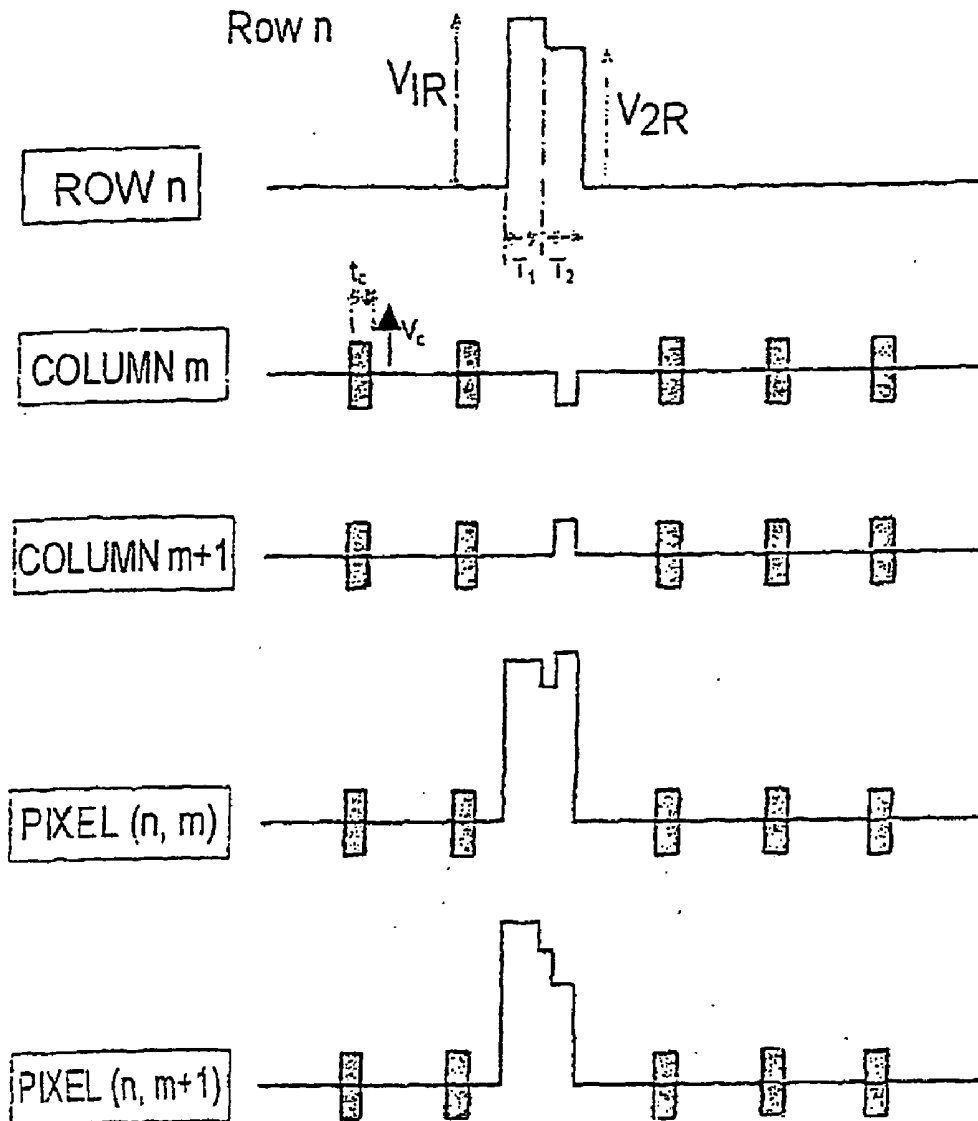 Row n
V1R
V2R
ROW n
T1 T2
tc
Vc
COLUMN m
COLUMN m+1
PIXEL (n, m)
PIXEL (n, m+1)